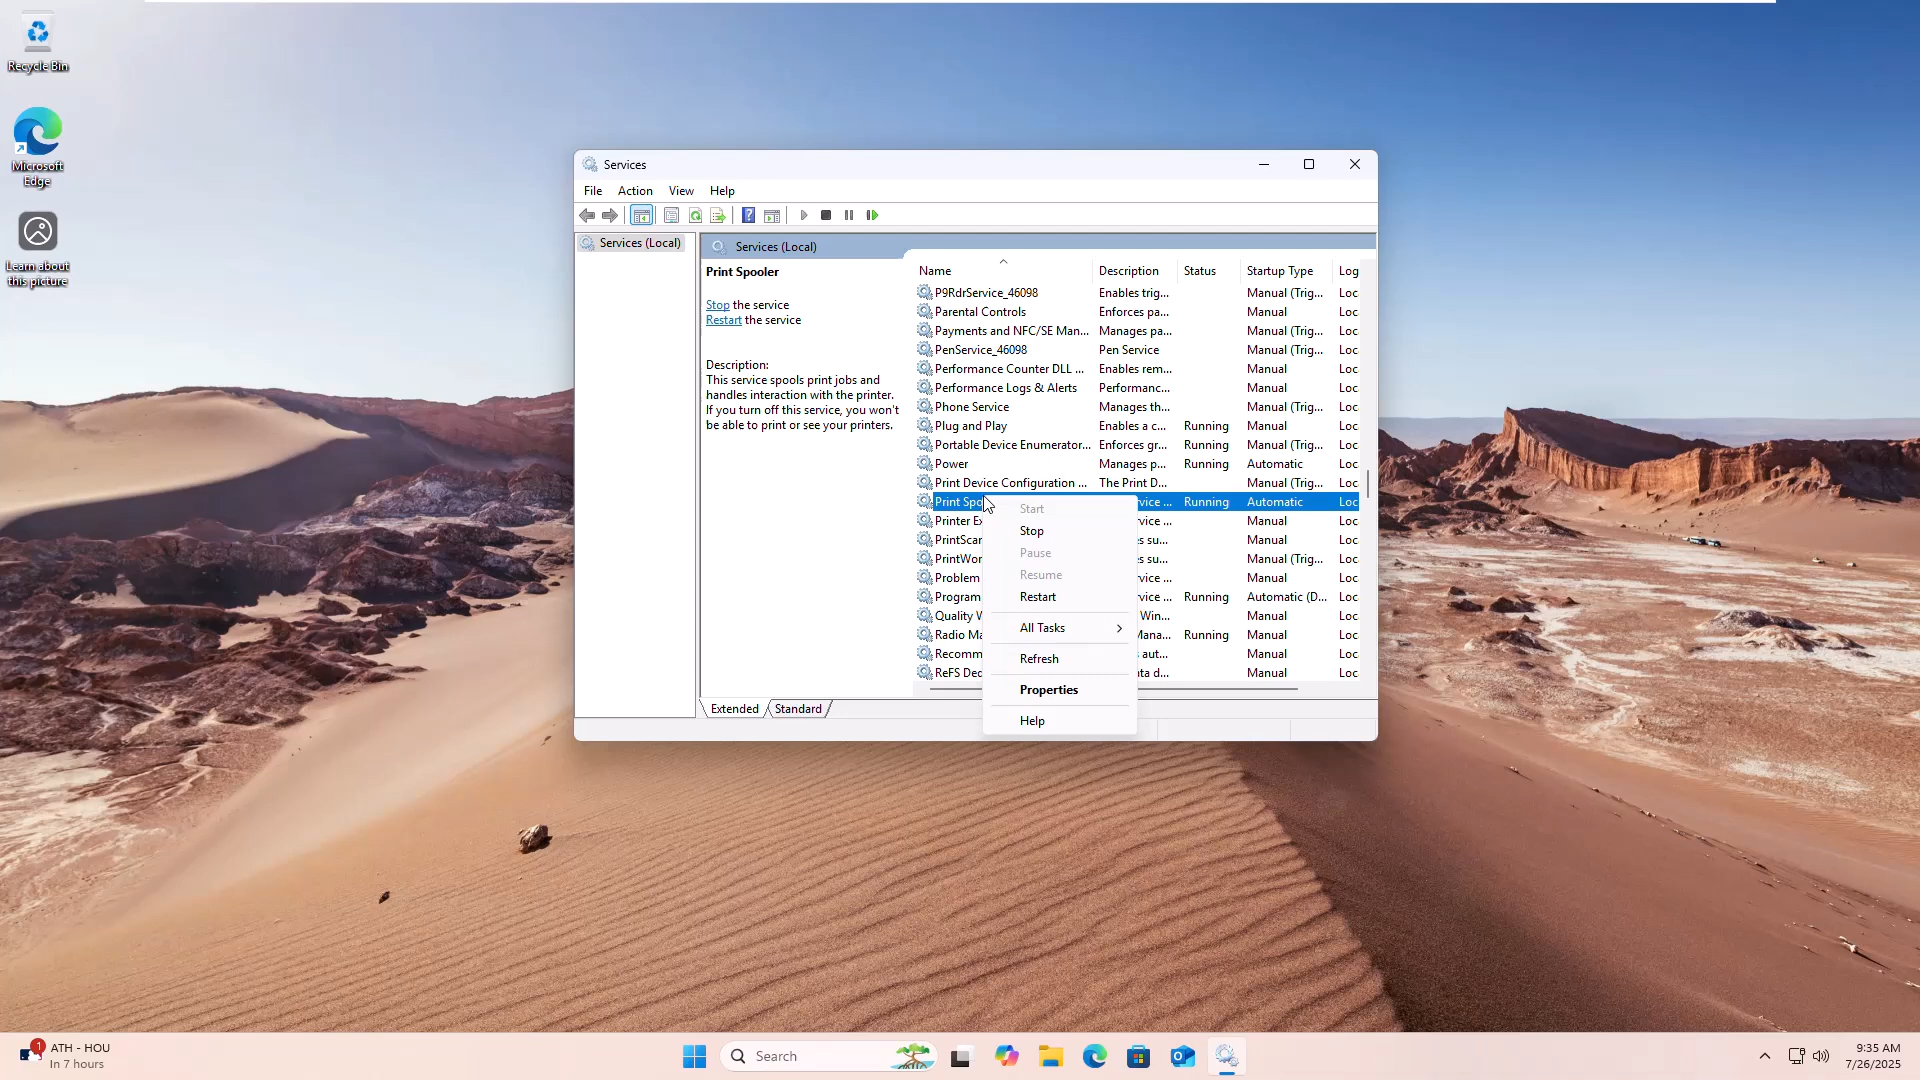 Recycle Bin
Microsoft
Edge
Learn about
this picture
Services
File Action View Help
Services (Local)
Services (Local)
Print Spooler
Stop the service
Restart the service
Description:
This service spools print jobs and
handles interaction with the printer.
If you turn off this service, you won't
be able to print or see your printers.
Name Description Status Startup Type Log
P9RdrService_46098 Enables trig... Manual (Trig... Loc
Parental Controls Enforces pa... Manual Loc
Payments and NFC/SE Man... Manages pa... Manual (Trig... Loc
PenService_46098 Pen Service Manual (Trig... Loc
Performance Counter DLL ... Enables rem... Manual Loc
Performance Logs & Alerts Performanc... Manual Loc
Phone Service Manages th... Manual (Trig... Loc
Plug and Play Enables a c... Running Manual Loc
Portable Device Enumerator... Enforces gr... Running Manual (Trig... Loc
Power Manages p... Running Automatic Loc
Print Device Configuration ... The Print D... Manual (Trig... Loc
Print Spo vice ... Running Automatic Loc
Printer Ex vice ... Manual Loc
PrintScan es su... Manual Loc
PrintWor es su... Manual (Trig... Loc
Problem vice ... Manual Loc
Program vice ... Running Automatic (D... Loc
Quality W Win... Manual Loc
Radio Ma Mana... Running Manual Loc
Recomm s aut... Manual Loc
ReFS Dec ta d... Manual Loc
Start
Stop
Pause
Resume
Restart
All Tasks
Refresh
Properties
Help
Extended Standard
1
ATH - HOU
In 7 hours
Search
9:35 AM
7/26/2025